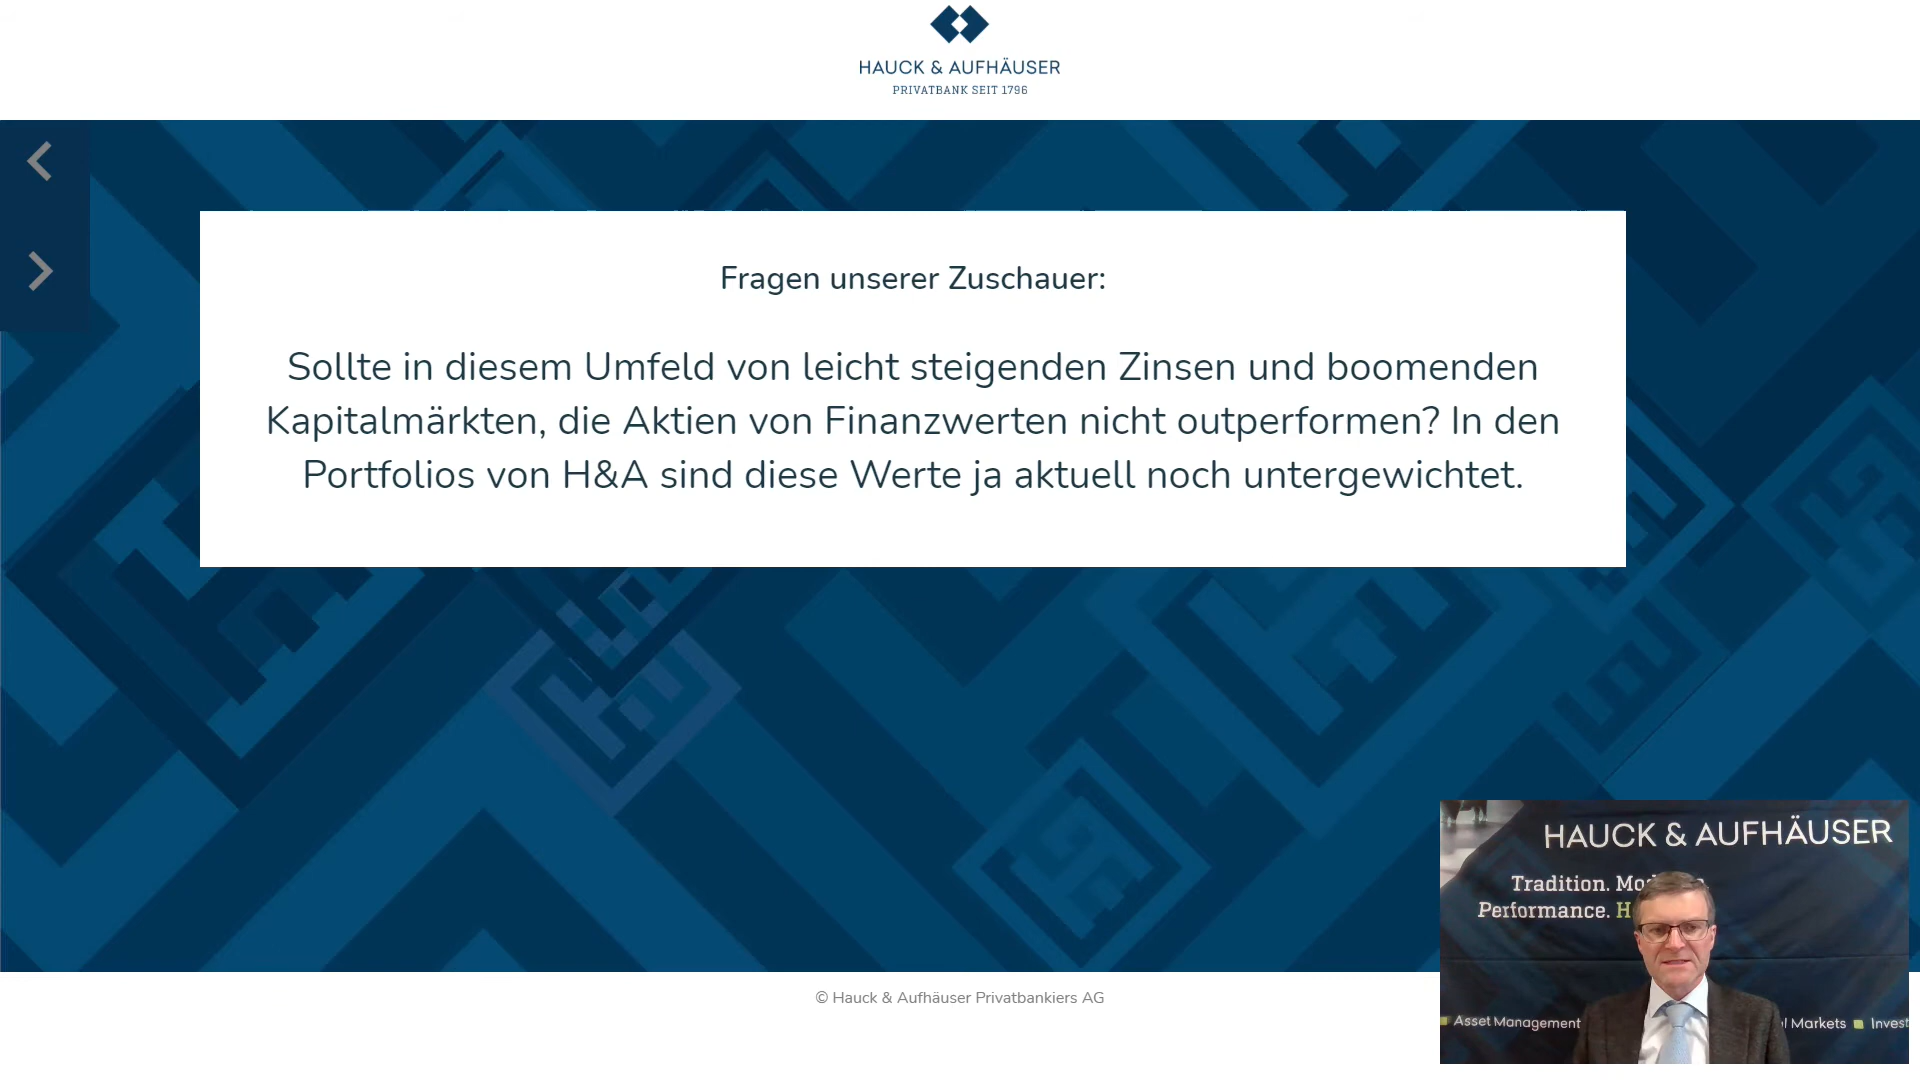 HAUCK & AUFHÄUSER
PRIVATBANK SEIT 1796
Fragen unserer Zuschauer:
Sollte in diesem Umfeld von leicht steigenden Zinsen und boomenden
Kapitalmärkten, die Aktien von Finanzwerten nicht outperformen? In den
Portfolios von H&A sind diese Werte ja aktuell noch untergewichtet.
HAUCK & AUFHÄUSER
Tradition.
Performance.
Asset Management
Markets
© Hauck & Aufhäuser Privatbankiers AG